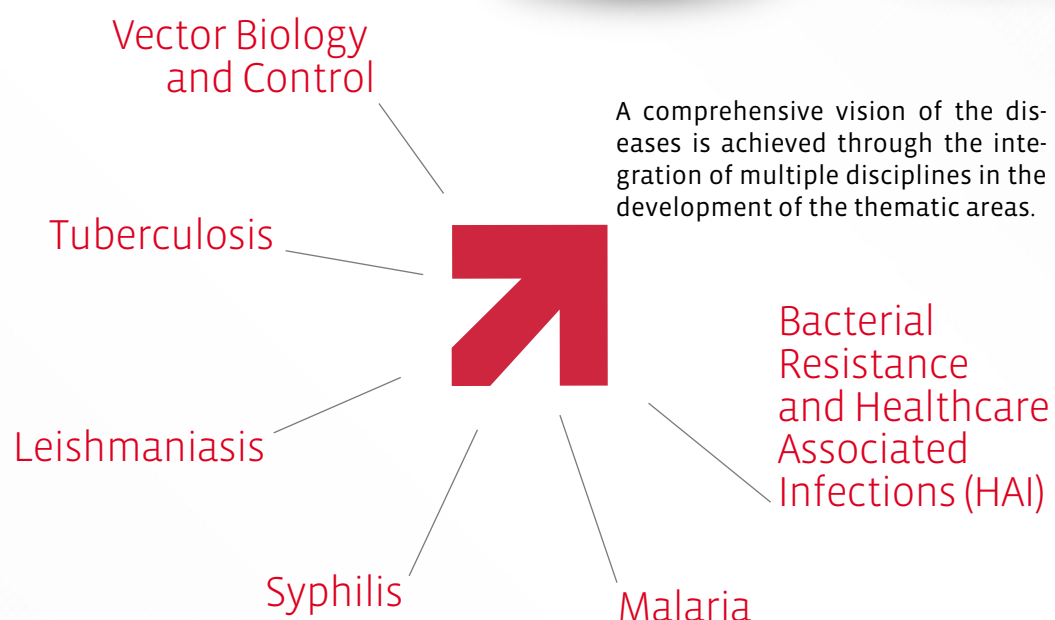 Vector Biology
and Control
A comprehensive vision of the dis-
eases is achieved through the inte-
gration of multiple disciplines in the
development of the thematic areas.
Tuberculosis
Bacterial
Resistance
and Healthcare
Associated
Infections (HAI)
Leishmaniasis
Syphilis
Malaria